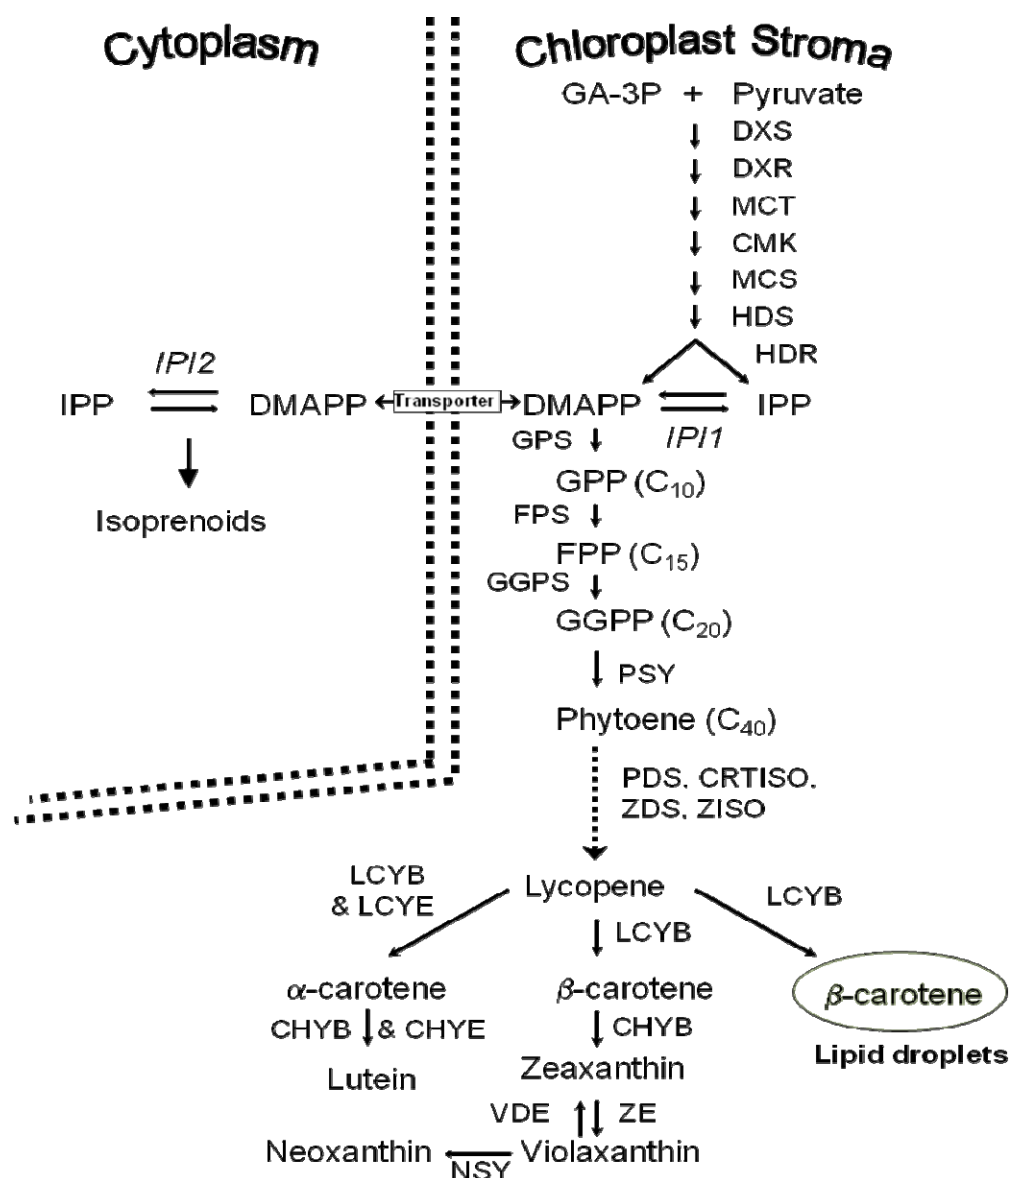 Cytoplasm
Chloroplast Stroma
GA-3P + Pyruvate
DXS
DXR
MCT
CMK
MCS
HDS
HDR
IPI2
IPP
DMAPP
Transporter
DMAPP
IPP
IPI1
GPS
GPP (C10)
FPS
FPP (C15)
GGPS
GGPP (C20)
Isoprenoids
PSY
Phytoene (C40)
PDS, CRTISO,
ZDS, ZISO
Lycopene
LCYB
& LCYE
LCYB
LCYB
α-carotene
β-carotene
β-carotene
Lipid droplets
CHYB & CHYE
CHYB
Lutein
Zeaxanthin
VDE
ZE
Neoxanthin
NSY
Violaxanthin